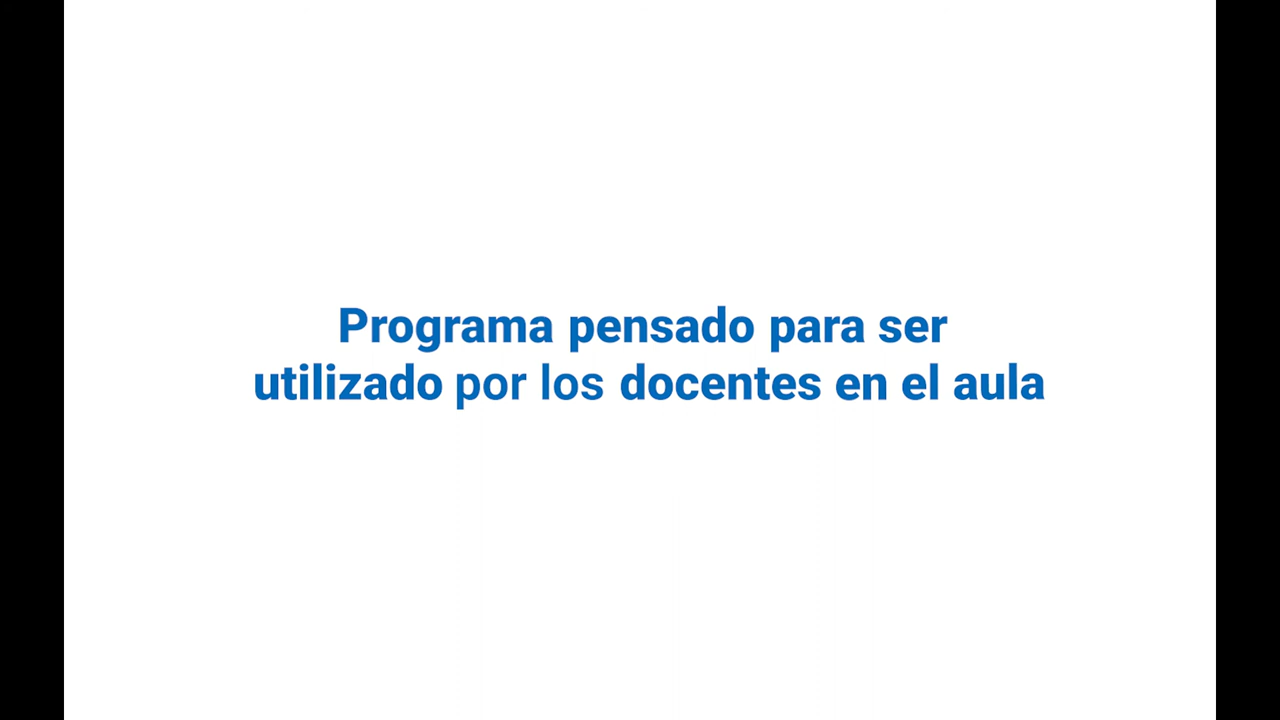 Programa pensado para ser
utilizado por los docentes en el aula